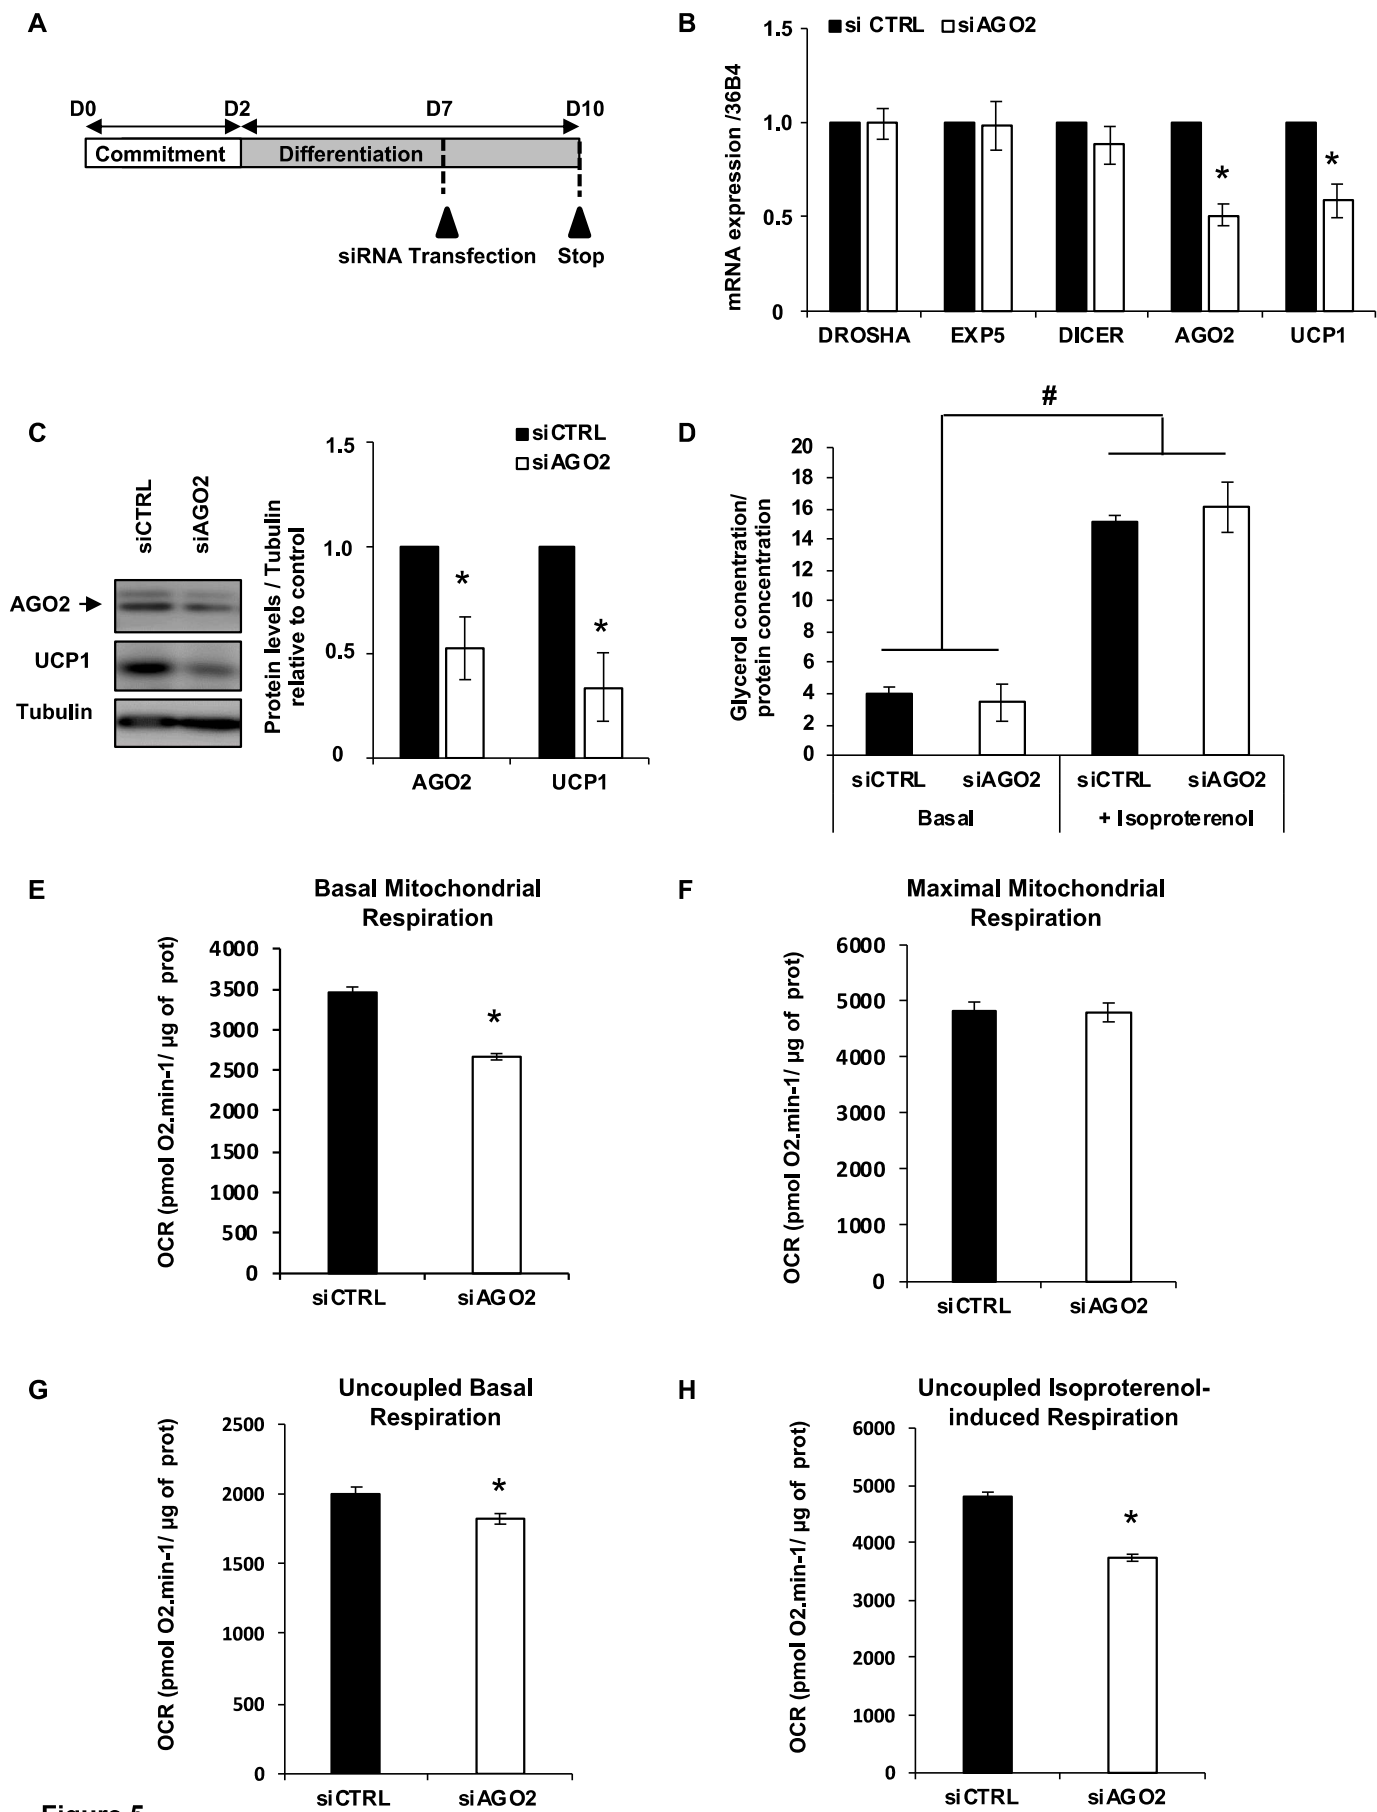 A
D0 D2 D7 D10
Commitment Differentiation
siRNA Transfection Stop
B
si CTRL siAGO2
mRNA expression /36B4
1.5
1.0
0.5
0
DROSHA EXP5 DICER AGO2 UCP1
* *
C
siCTRL siAGO2
AGO2
UCP1
Tubulin
siCTRL
siAGO2
Protein levels / Tubulin
relative to control
1.5
1.0
0.5
0
* *
AGO2 UCP1
D
#
Glycerol conentration/
protein concentration
20
18
16
14
12
10
8
6
4
2
0
siCTRL siAGO2 siCTRL siAGO2
Basal + Isoproterenol
E
Basal Mitochondrial
Respiration
OCR (pmol O2.min-1/ µg of prot)
4000
3500
3000
2500
2000
1500
1000
500
0
*
siCTRL siAGO2
F
Maximal Mitochondrial
Respiration
OCR (pmol O2.min-1/ µg of prot)
6000
5000
4000
3000
2000
1000
0
siCTRL siAGO2
G
Uncoupled Basal
Respiration
OCR (pmol O2.min-1/ µg of prot)
2500
2000
1500
1000
500
0
*
siCTRL siAGO2
H
Uncoupled Isoproterenol-
induced Respiration
OCR (pmol O2.min-1/ µg of prot)
6000
5000
4000
3000
2000
1000
0
*
siCTRL siAGO2